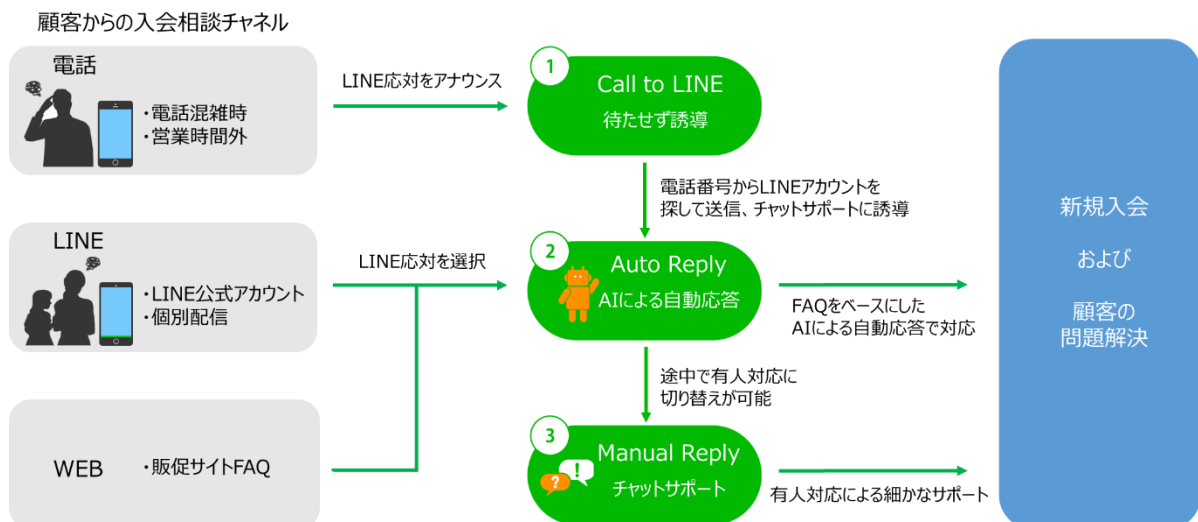 顧客からの入会相談チャネル
電話
・電話混雑時
・営業時間外
LINE応対をアナウンス
1
Call to LINE
待たせず誘導
電話番号からLINEアカウントを
探して送信、チャットサポートに誘導
LINE
・LINE公式アカウント
・個別配信
LINE応対を選択
2
Auto Reply
AIによる自動応答
FAQをベースにした
AIによる自動応答で対応
途中で有人対応に
切り替えが可能
WEB
・販促サイトFAQ
3
Manual Reply
?
!
チャットサポート
有人対応による細かなサポート
新規入会
および
顧客の
問題解決